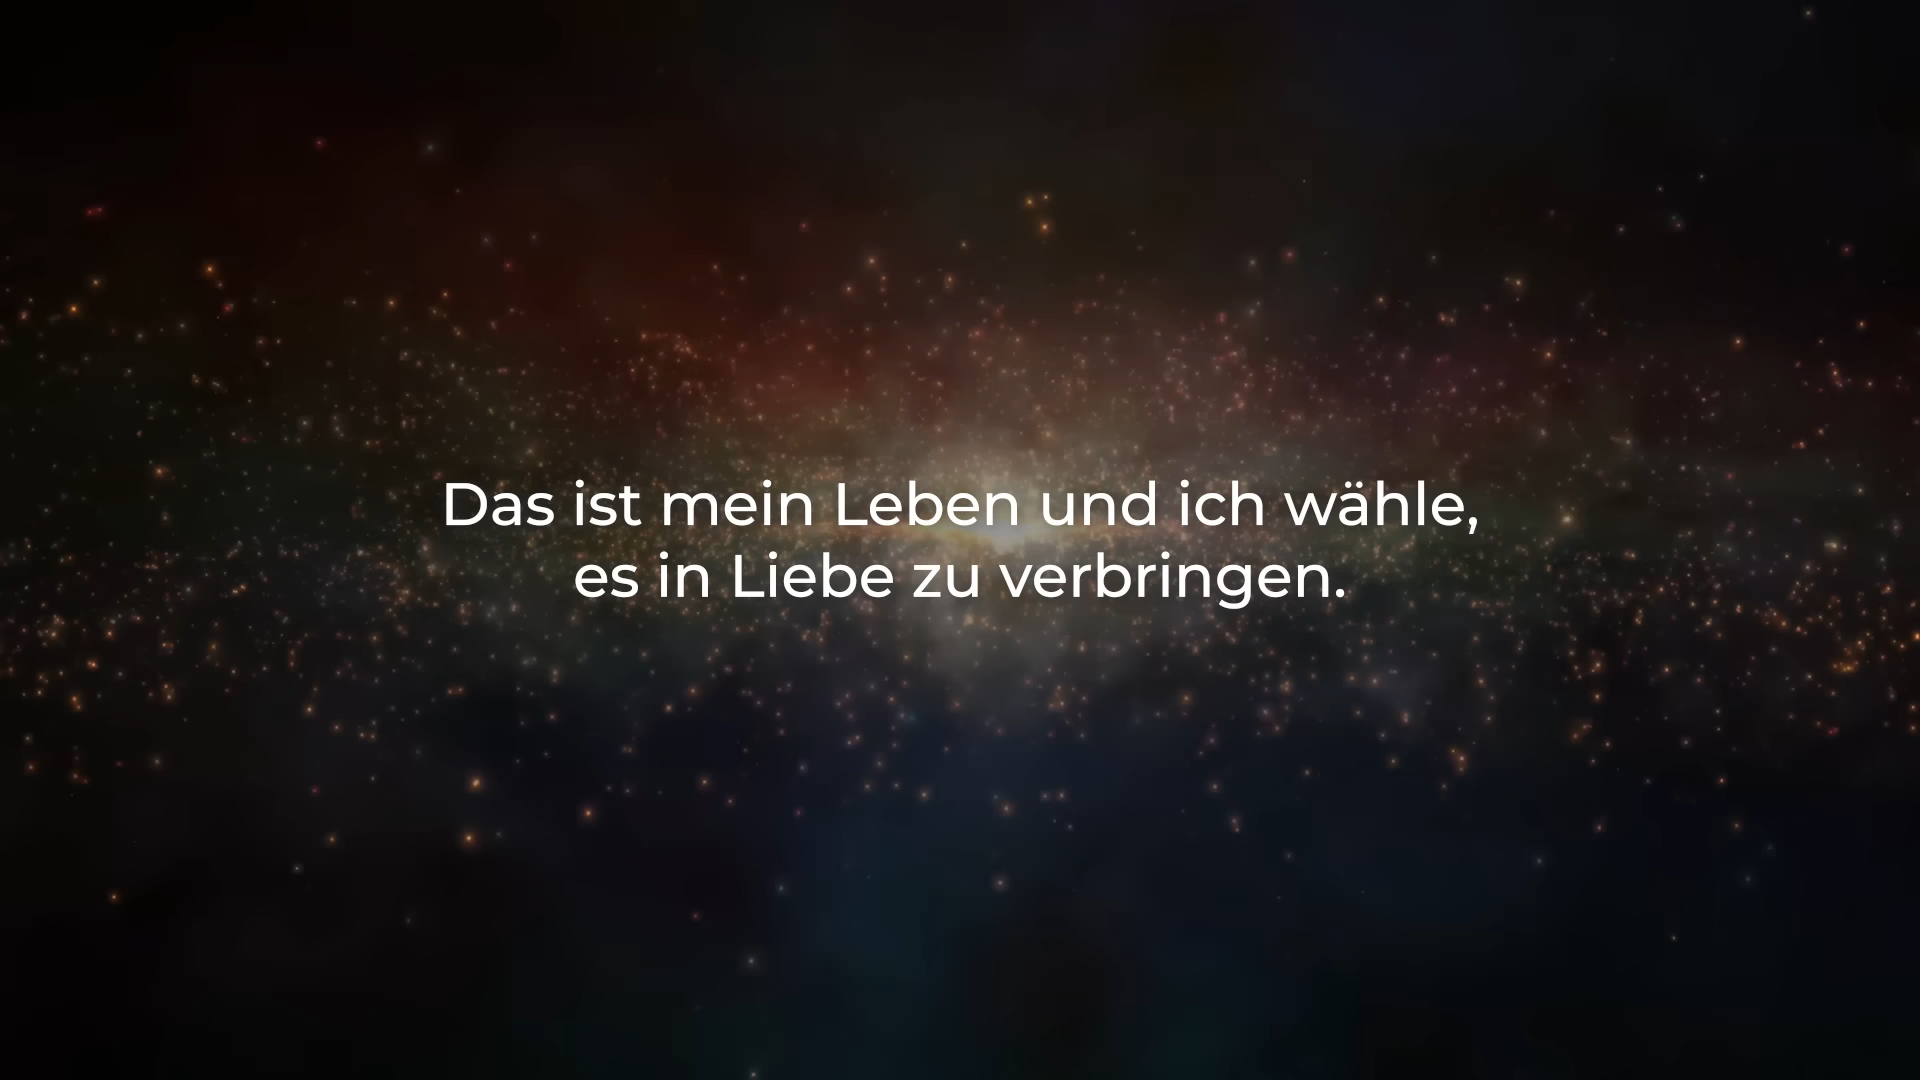 Das ist mein Leben und ich wähle,
es in Liebe zu verbringen.